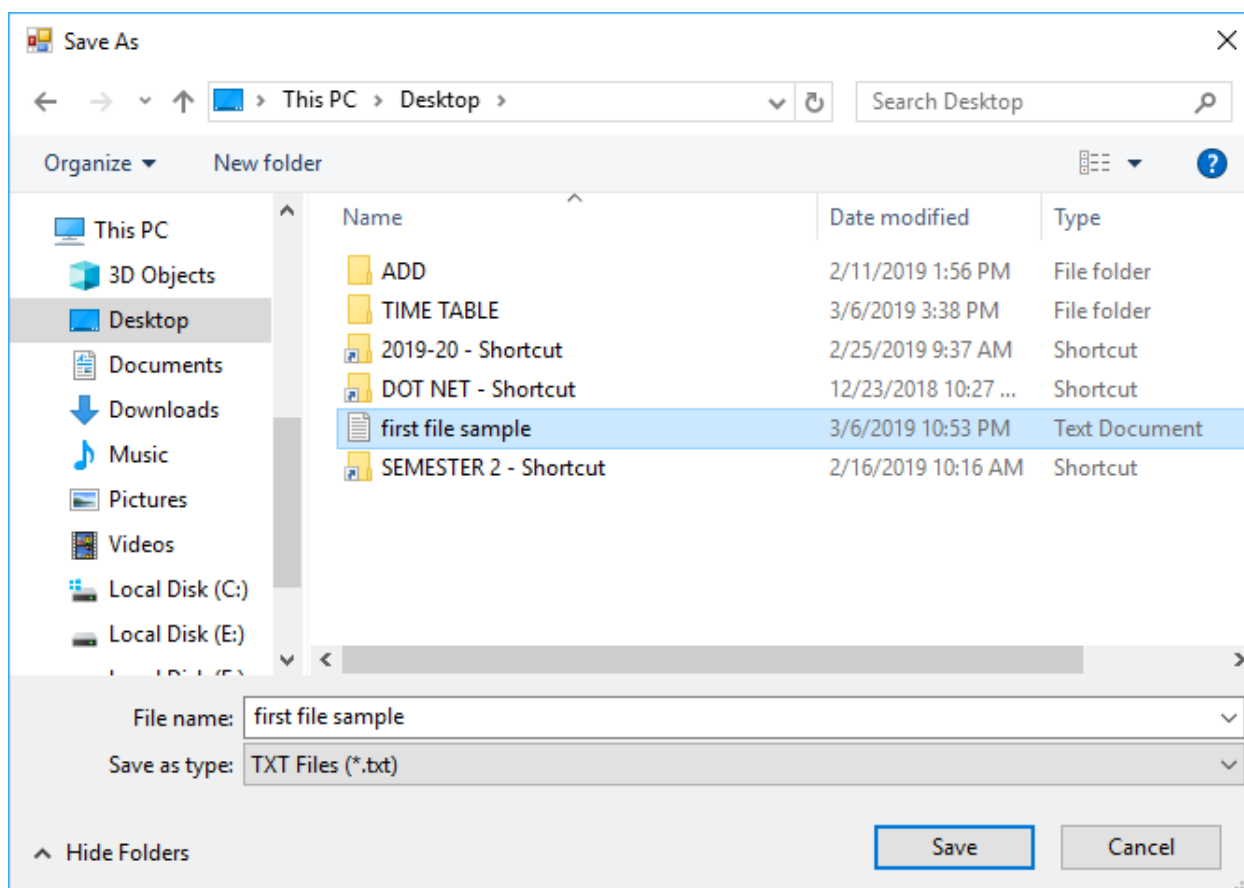 Save As
This PC > Desktop >
Search Desktop
Organize
New folder
?
Name
Date modified
Type
This PC
3D Objects
Desktop
Documents
Downloads
Music
Pictures
Videos
Local Disk (C:)
Local Disk (E:)
ADD 2/11/2019 1:56 PM File folder
TIME TABLE 3/6/2019 3:38 PM File folder
2019-20 - Shortcut 2/25/2019 9:37 AM Shortcut
DOT NET - Shortcut 12/23/2018 10:27 ... Shortcut
first file sample 3/6/2019 10:53 PM Text Document
SEMESTER 2 - Shortcut 2/16/2019 10:16 AM Shortcut
File name: first file sample
Save as type: TXT Files (*.txt)
Hide Folders
Save
Cancel